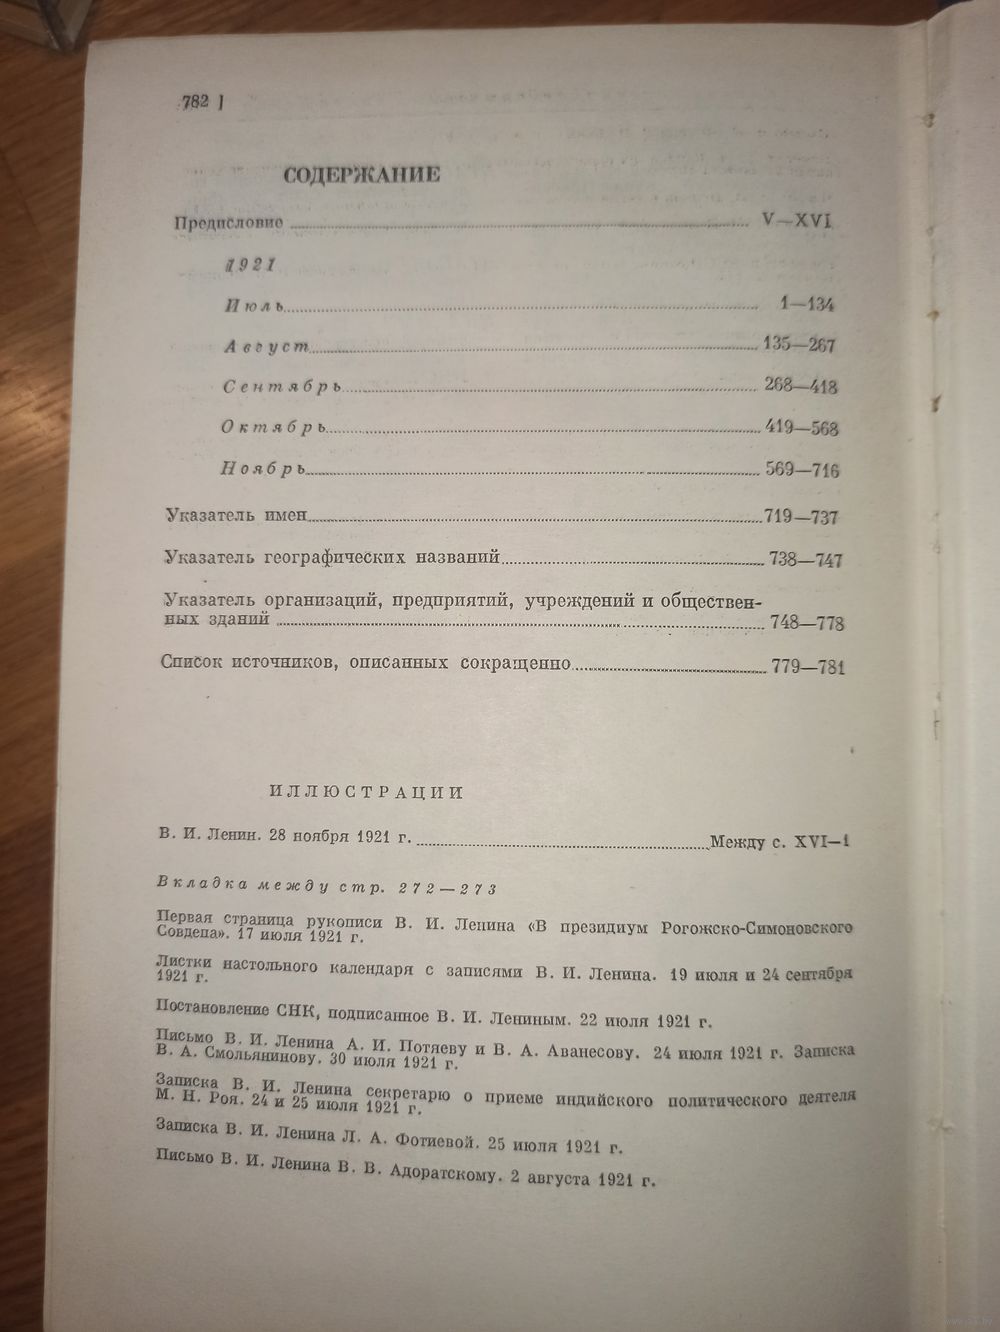 782 |
СОДЕРЖАНИЕ
Предисловие V—XVI
1921
Июль 1—134
Август 135—267
Сентябрь 268—418
Октябрь 419—568
Ноябрь 569—716
Указатель имен 719—737
Указатель географических названий 738—747
Указатель организаций, предприятий, учреждений и обществен-
ных зданий 748—778
Список источников, описанных сокращенно 779—781
ИЛЛЮСТРАЦИИ
В. И. Ленин. 28 ноября 1921 г. Между с. XVI—1
Вкладка между стр. 272—273
Первая страница рукописи В. И. Ленина «В президиум Рогожско-Симоновского
Совдепа». 17 июля 1921 г.
Листки настольного календаря с записями В. И. Ленина. 19 июля и 24 сентября
1921 г.
Постановление СНК, подписанное В. И. Лениным. 22 июля 1921 г.
Письмо В. И. Ленина А. И. Потяеву и В. А. Аванесову. 24 июля 1921 г. Записка
В. А. Смольянинову. 30 июля 1921 г.
Записка В. И. Ленина секретарю о приеме индийского политического деятеля
М. Н. Роя. 24 и 25 июля 1921 г.
Записка В. И. Ленина Л. А. Фотиевой. 25 июля 1921 г.
Письмо В. И. Ленина В. В. Адоратскому. 2 августа 1921 г.